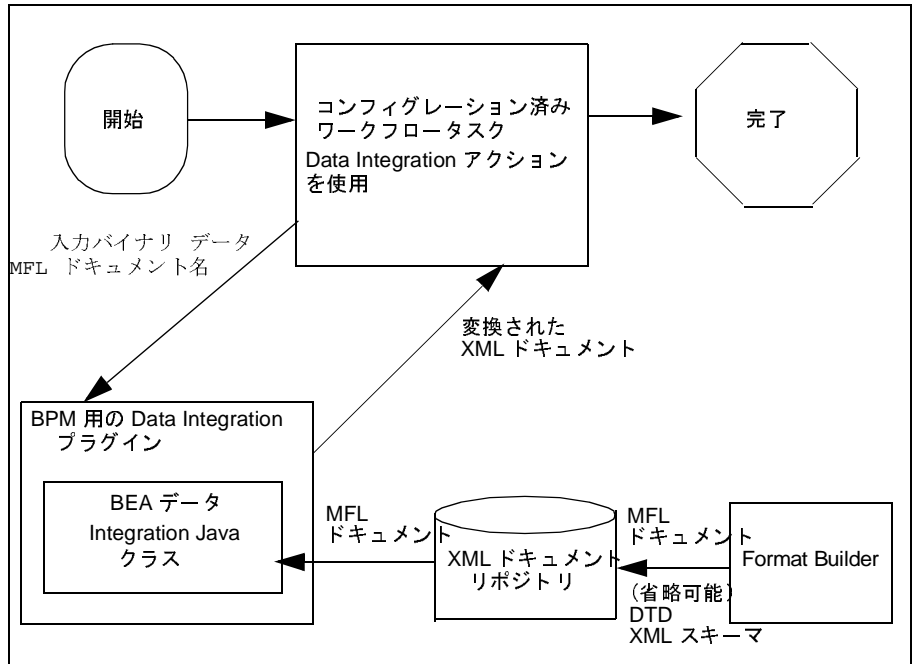 開始
コンフィグレーション済み
ワークフロータスク
Data Integration アクション
を使用
完了
入力バイナリ データ
MFL ドキュメント名
変換された
XML ドキュメント
BPM 用の Data Integration
プラグイン
BEA データ
Integration Java
クラス
MFL
ドキュメント
XML ドキュメント
リポジトリ
MFL
ドキュメント
(省略可能)
DTD
XML スキーマ
Format Builder